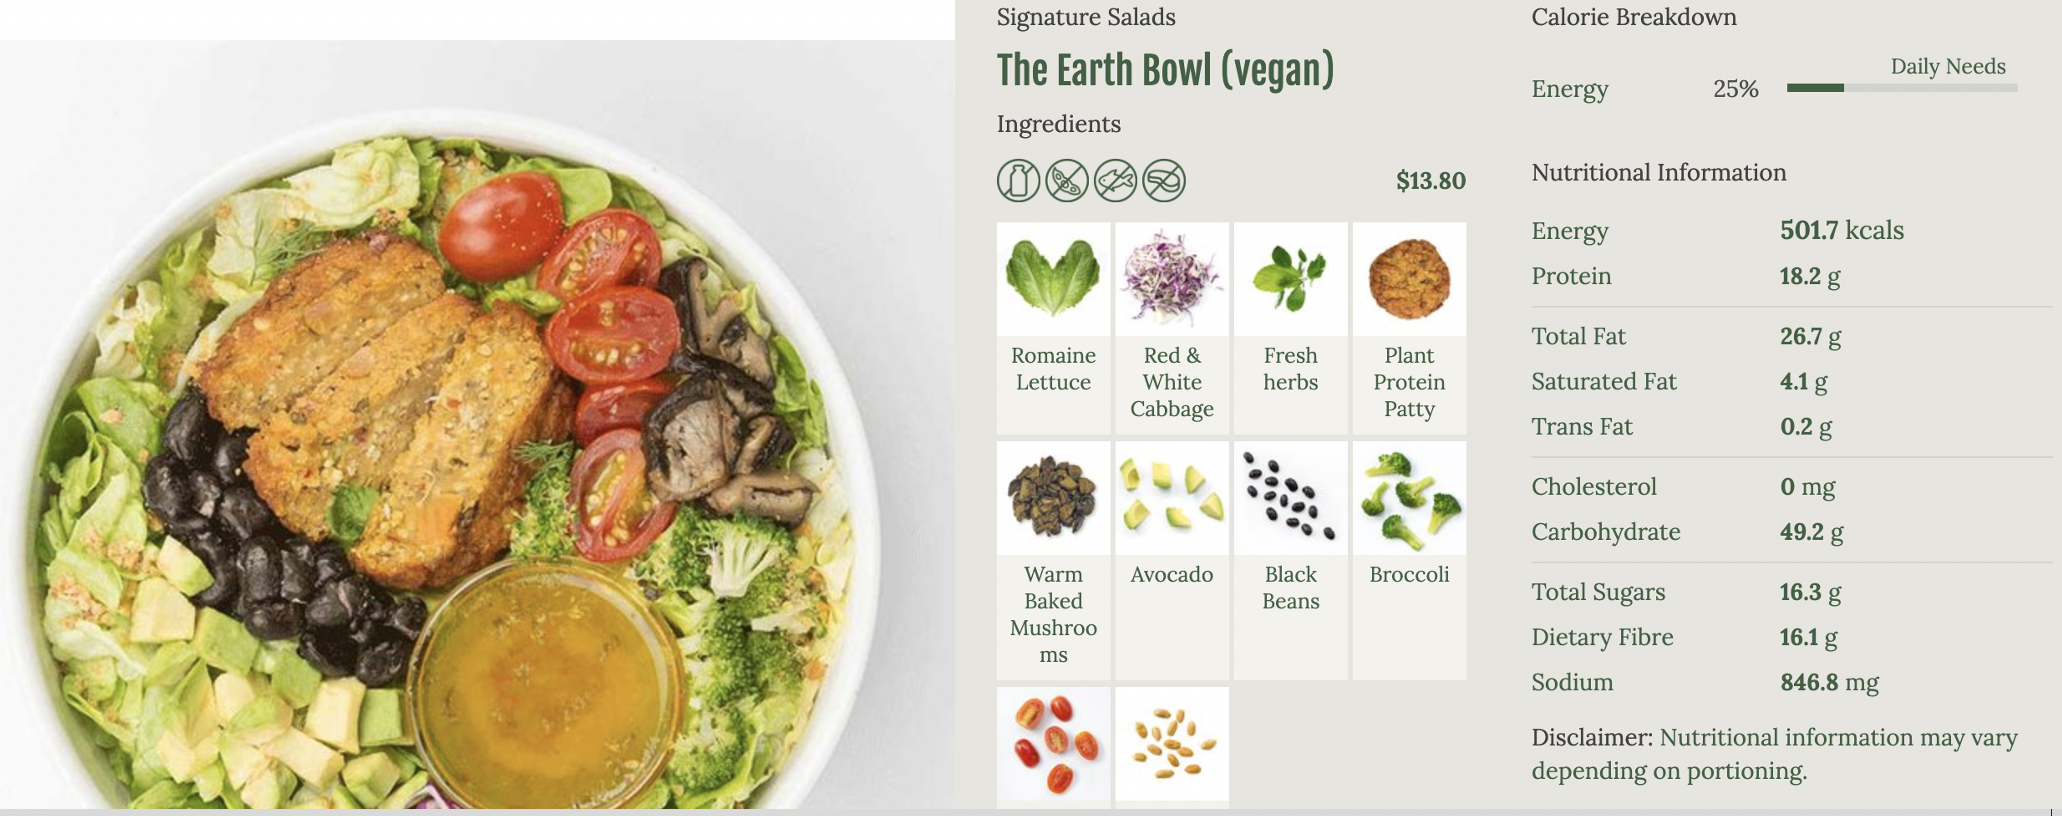 Signature Salads
The Earth Bowl (vegan)
Ingredients
$13.80
Romaine
Lettuce
Red &
White
Cabbage
Fresh
herbs
Plant
Protein
Patty
Warm
Baked
Mushroo
ms
Avocado
Black
Beans
Broccoli
Calorie Breakdown
Daily Needs
Energy 25%
Nutritional Information
Energy 501.7 kcals
Protein 18.2 g
Total Fat 26.7 g
Saturated Fat 4.1 g
Trans Fat 0.2 g
Cholesterol 0 mg
Carbohydrate 49.2 g
Total Sugars 16.3 g
Dietary Fibre 16.1 g
Sodium 846.8 mg
Disclaimer: Nutritional information may vary
depending on portioning.